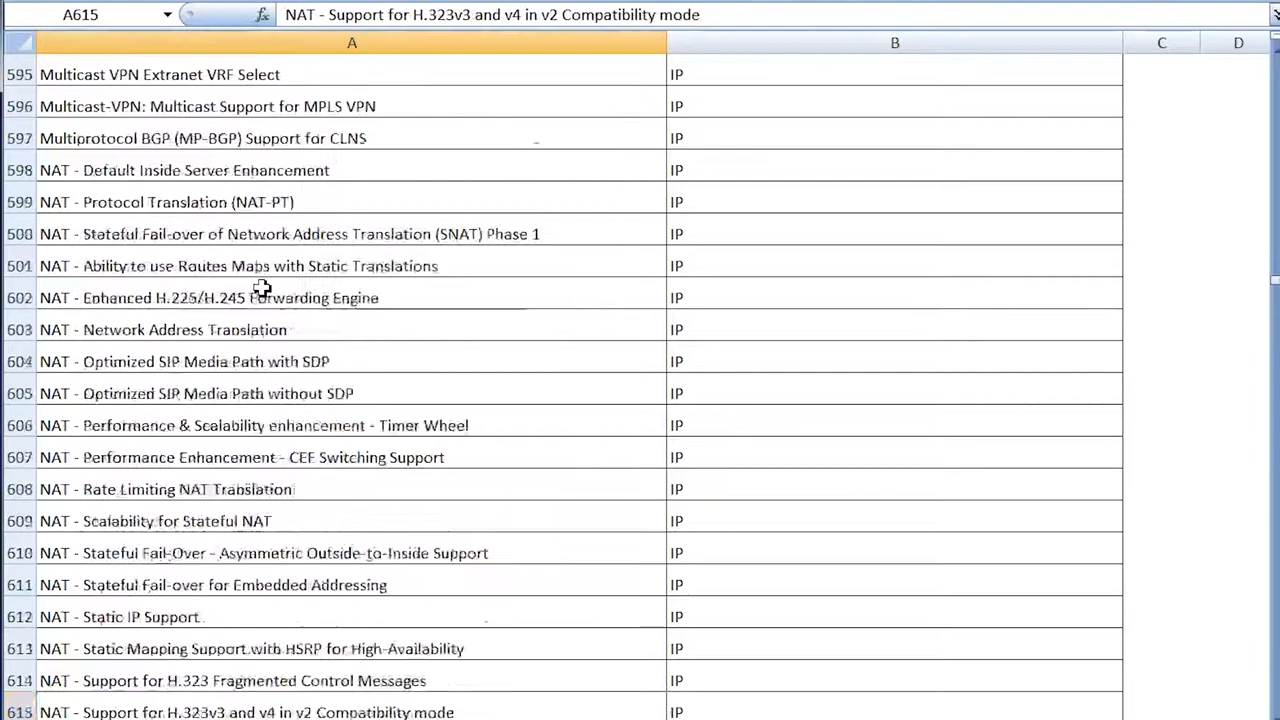 A615 fx NAT - Support for H.323v3 and v4 in v2 Compatibility mode
A B C D
595 Multicast VPN Extranet VRF Select IP
596 Multicast-VPN: Multicast Support for MPLS VPN IP
597 Multiprotocol BGP (MP-BGP) Support for CLNS IP
598 NAT - Default Inside Server Enhancement IP
599 NAT - Protocol Translation (NAT-PT) IP
NAT - Stateful Fail-over of Network Address Translation (SNAT) Phase 1 IP
NAT - Ability to use Routes Maps with Static Translations IP
602 NAT - Enhanced H.225/H.245 Forwarding Engine IP
603 NAT - Network Address Translation IP
604 NAT - Optimized SIP Media Path with SDP IP
605 NAT - Optimized SIP Media Path without SDP IP
606 NAT - Performance & Scalability enhancement - Timer Wheel IP
607 NAT - Performance Enhancement - CEF Switching Support IP
608 NAT - Rate Limiting NAT Translation IP
609 NAT - Scalability for Stateful NAT IP
610 NAT - Stateful Fail-Over - Asymmetric Outside-to-Inside Support IP
611 NAT - Stateful Fail-over for Embedded Addressing IP
612 NAT - Static IP Support IP
613 NAT - Static Mapping Support with HSRP for High-Availability IP
614 NAT - Support for H.323 Fragmented Control Messages IP
615 NAT - Support for H.323v3 and v4 in v2 Compatibility mode IP